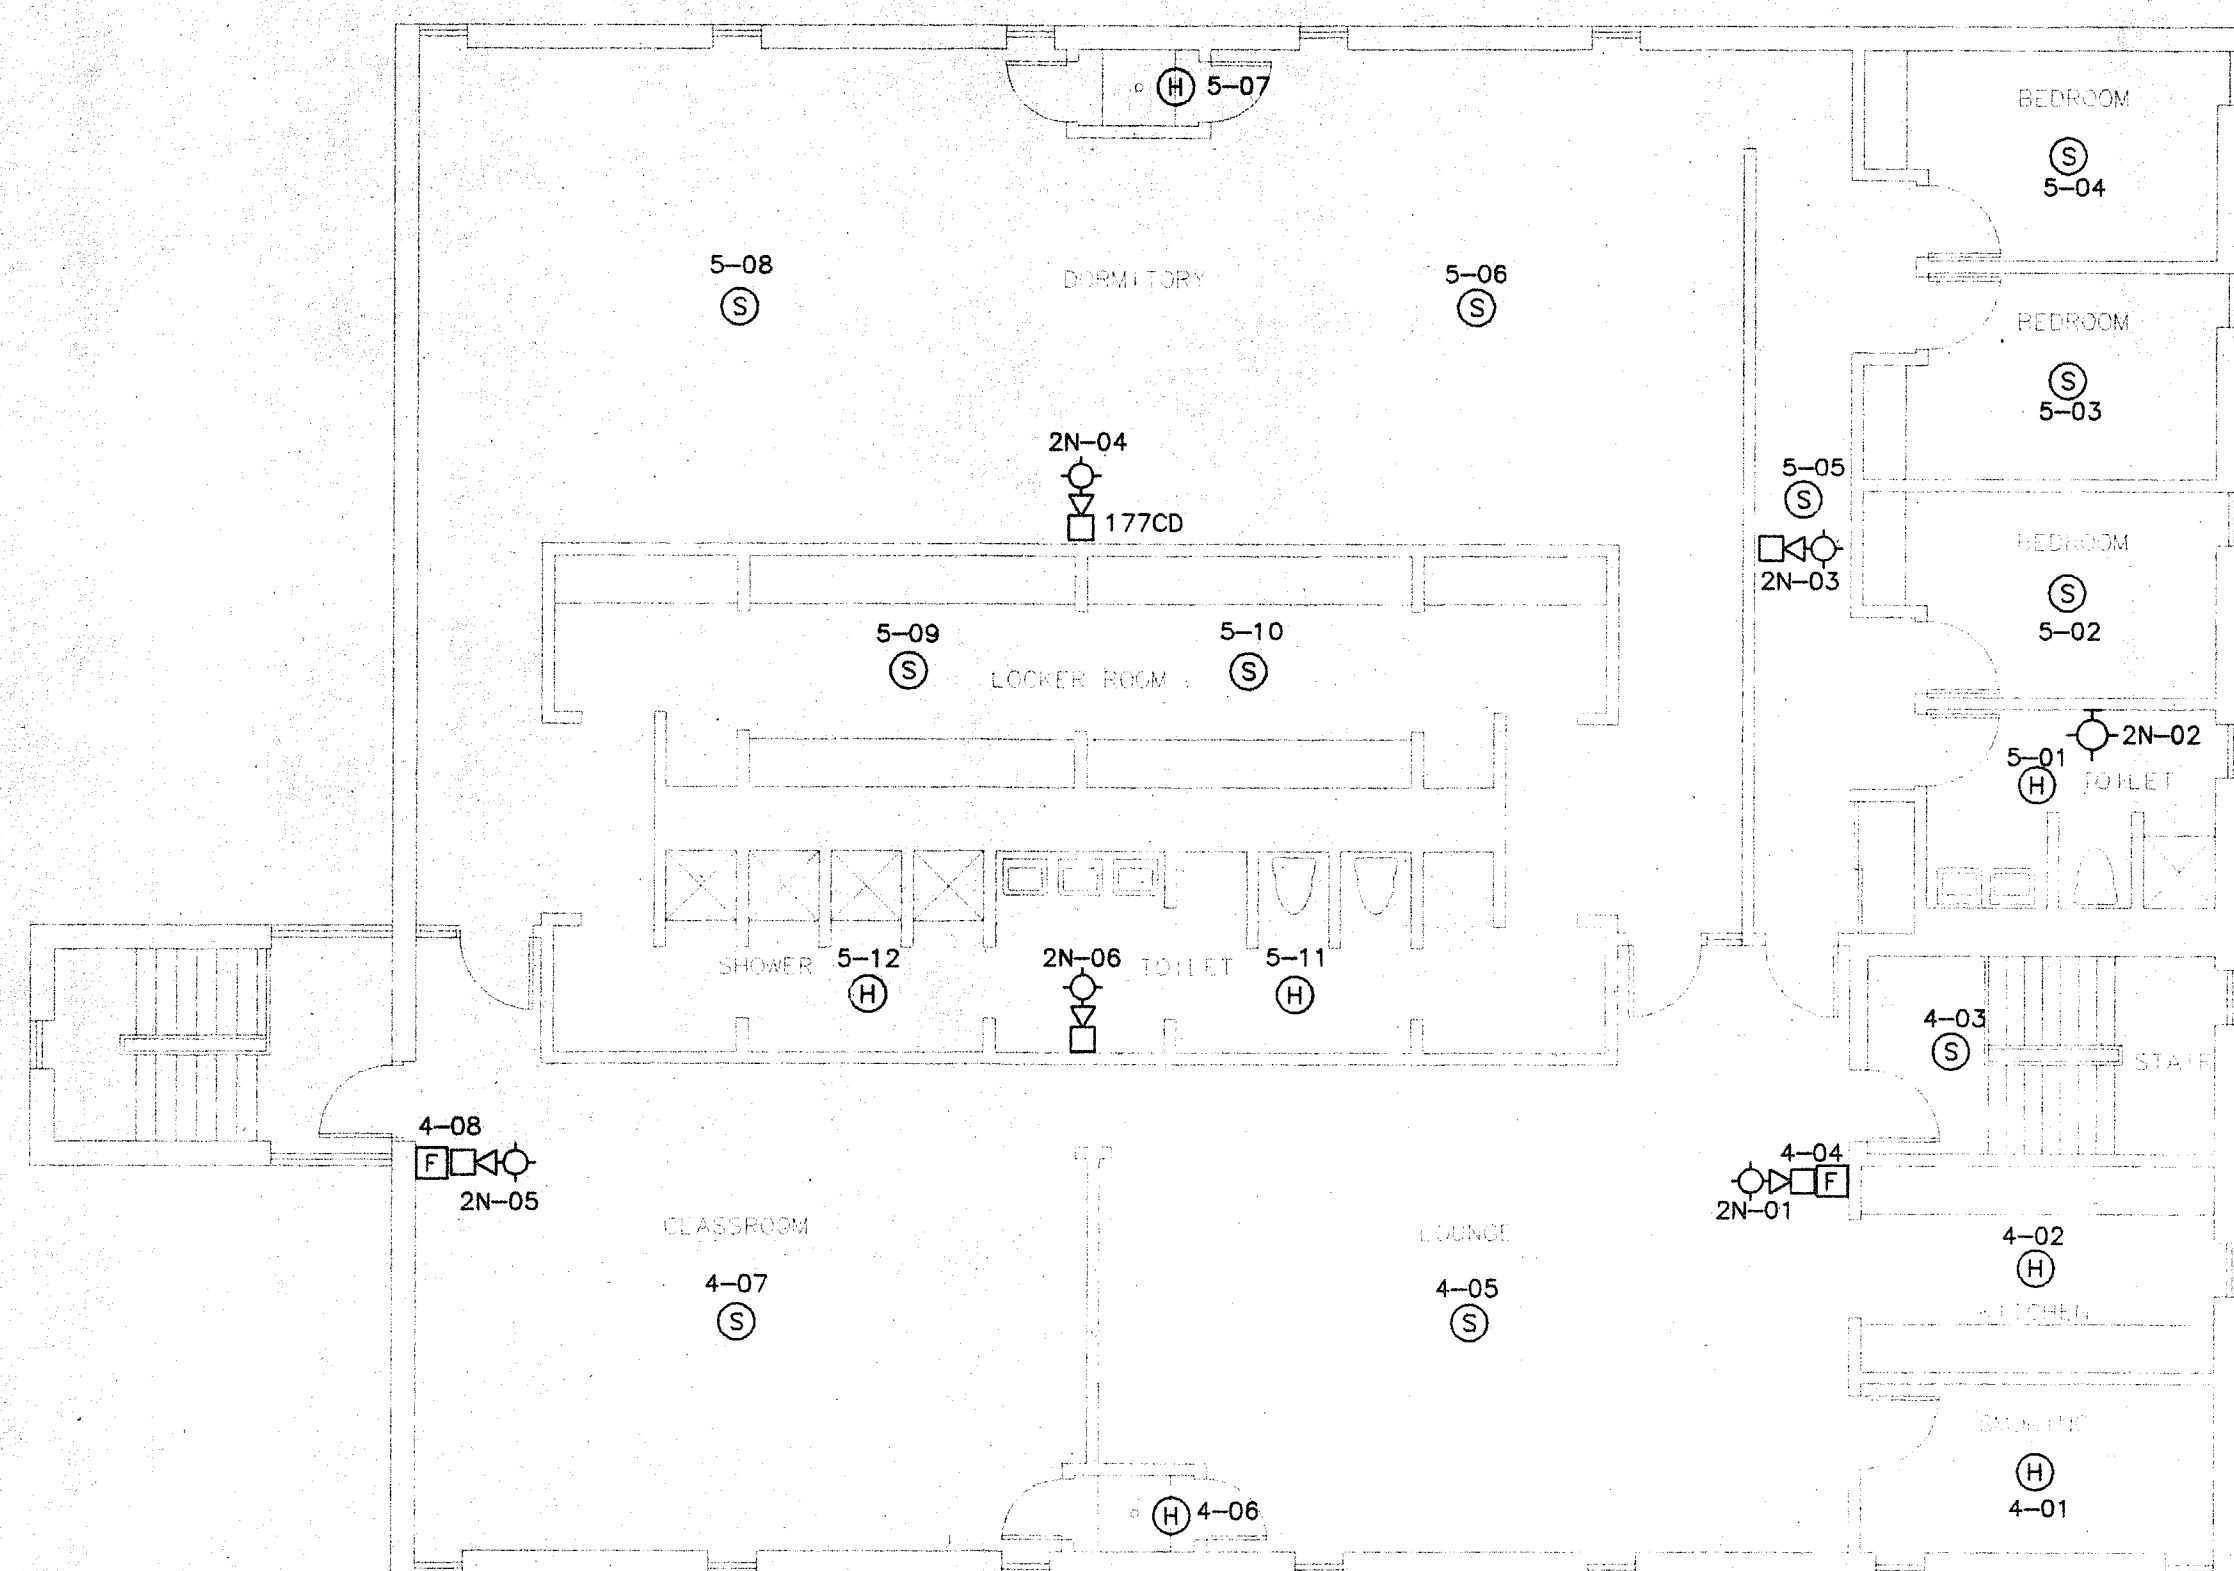 H 5-07
BEDROOM
S
5-04
5-08
S
DORMITORY
5-06
S
BEDROOM
S
5-03
2N-04
177CD
5-05
S
2N-03
BEDROOM
S
5-02
5-09
S
5-10
S
LOCKER ROOM
2N-02
5-01
H
TOILET
SHOWER
5-12
H
2N-06
TOILET
5-11
H
4-03
S
STAIR
4-08
F
2N-05
4-04
F
2N-01
CLASSROOM
LOUNGE
4-02
H
KITCHEN
4-07
S
4-05
S
SMOKING
H
4-01
H 4-06